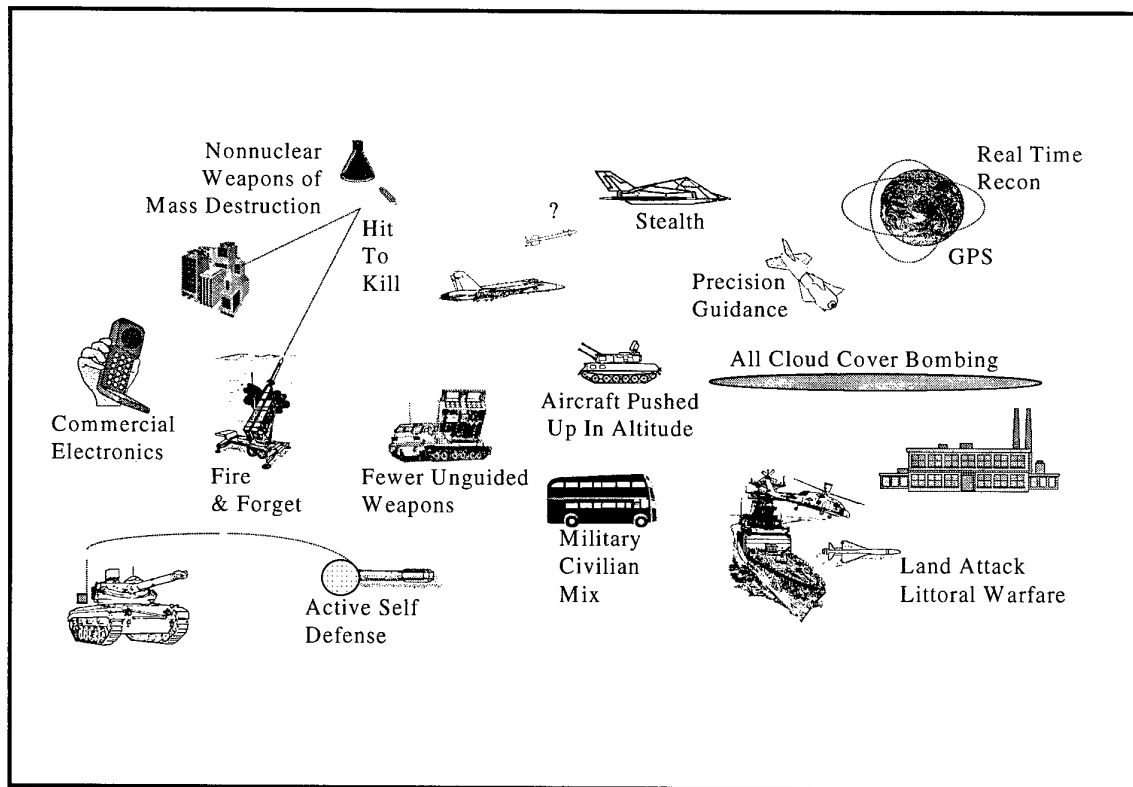 Nonnuclear
Weapons of
Mass Destruction
Hit
To
Kill
?
Stealth
Real Time
Recon
GPS
Precision
Guidance
All Cloud Cover Bombing
Commercial
Electronics
Fire
& Forget
Fewer Unguided
Weapons
Aircraft Pushed
Up In Altitude
Military
Civilian
Mix
Land Attack
Littoral Warfare
Active Self
Defense